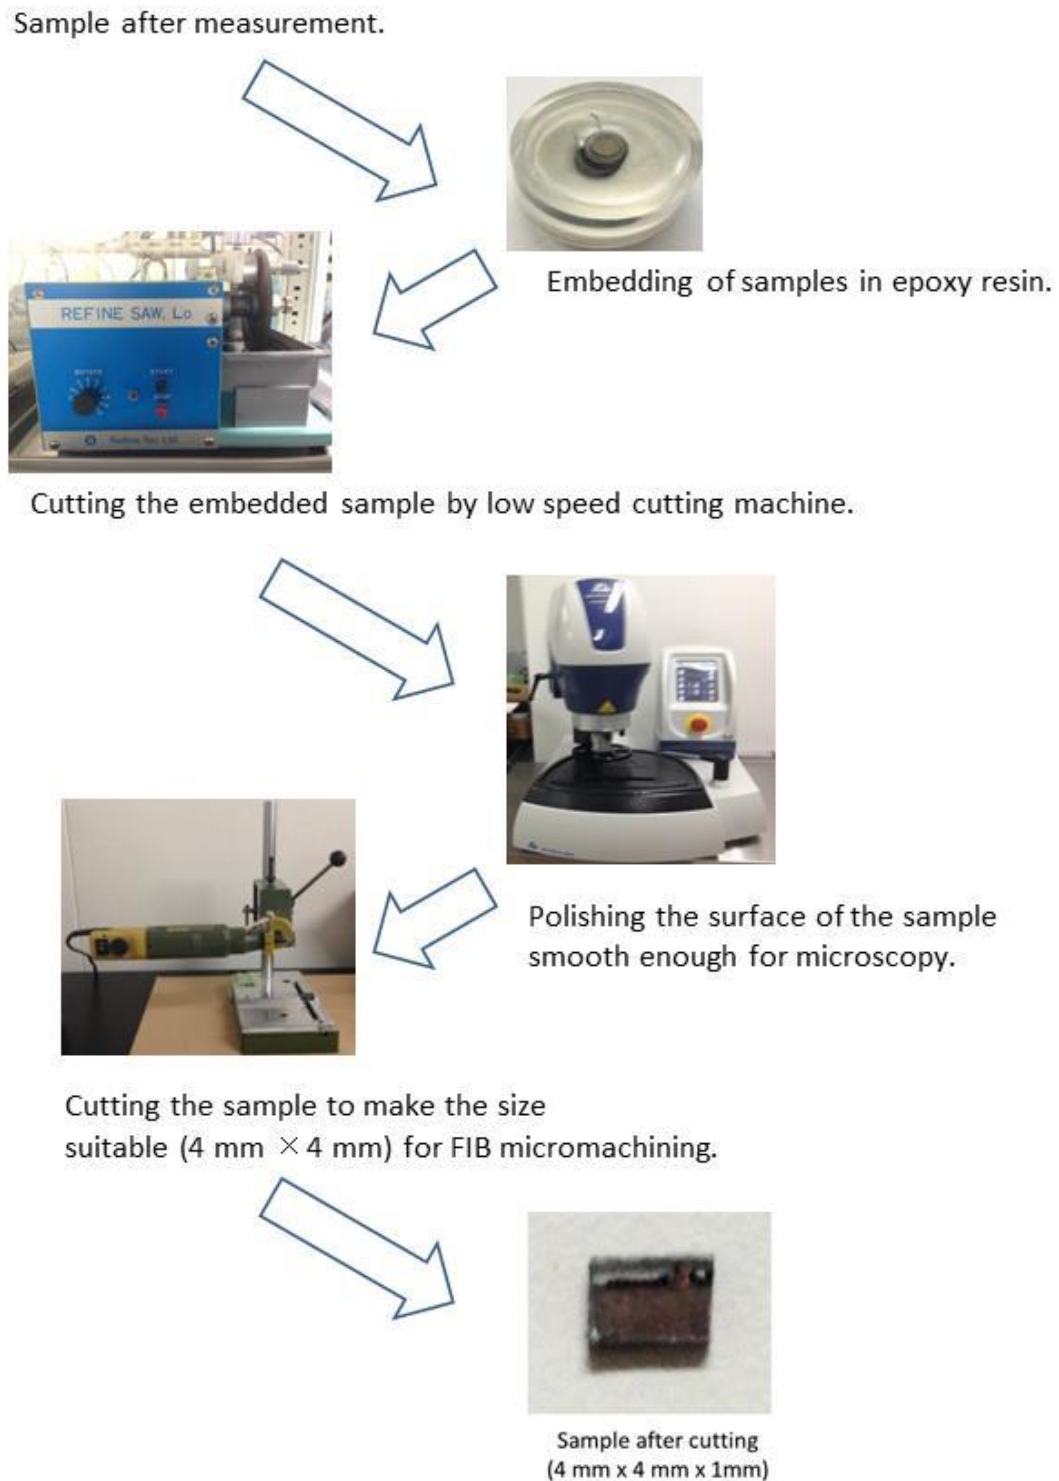 Sample after measurement.
Embedding of samples in epoxy resin.
REFINE SAW, Lo
START
Cutting the embedded sample by low speed cutting machine.
Polishing the surface of the sample
smooth enough for microscopy.
Cutting the sample to make the size
suitable (4 mm ×4 mm) for FIB micromachining.
Sample after cutting
(4 mm x 4 mm x 1mm)